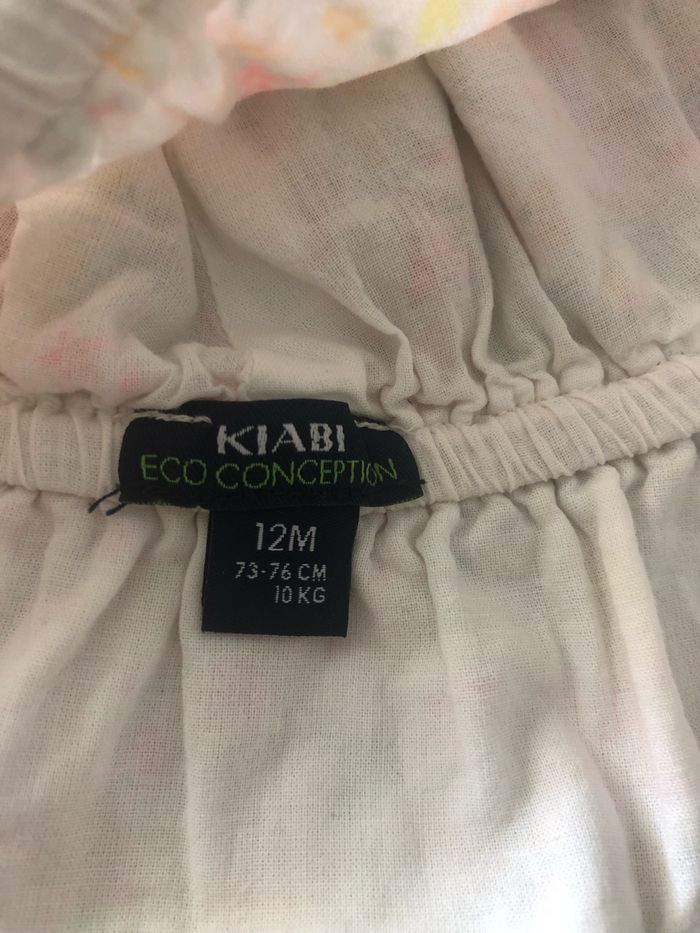 KIABI
ECO CONCEPTION
12M
73-76 CM
10 KG